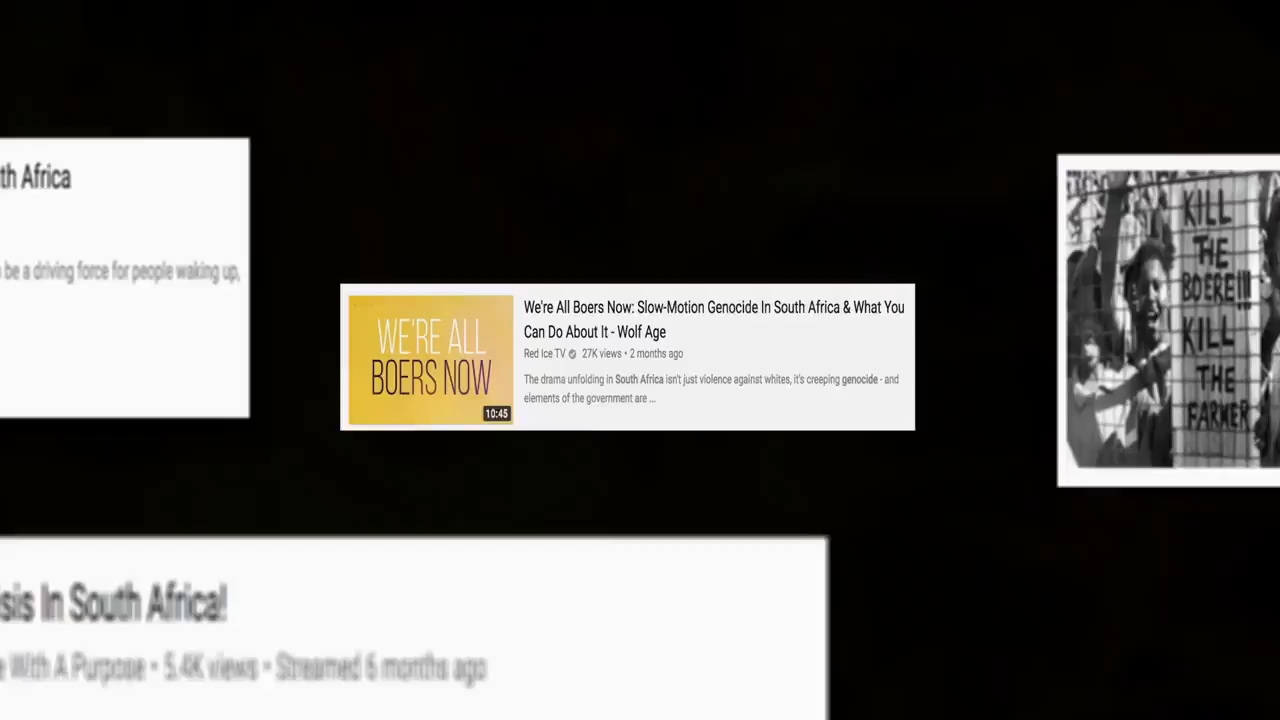 th Africa
be a driving force for people waking up,
WE'RE ALL
BOERS NOW
10:45
We're All Boers Now: Slow-Motion Genocide In South Africa & What You
Can Do About It - Wolf Age
Red Ice TV 27K views • 2 months ago
The drama unfolding in South Africa isn't just violence against whites, it's creeping genocide - and
elements of the government are ...
KILL
THE
BOERE!!!
KILL
THE
FARMER
sis In South Africa!
e With A Purpose • 5.4K views • Streamed 6 months ago